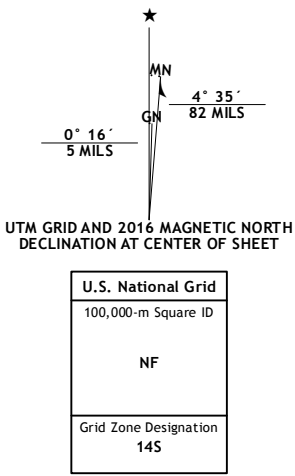 ★
MN
4° 35´
82 MILS
GN
0° 16´
5 MILS
UTM GRID AND 2016 MAGNETIC NORTH
DECLINATION AT CENTER OF SHEET
U.S. National Grid
100,000-m Square ID
NF
Grid Zone Designation
14S